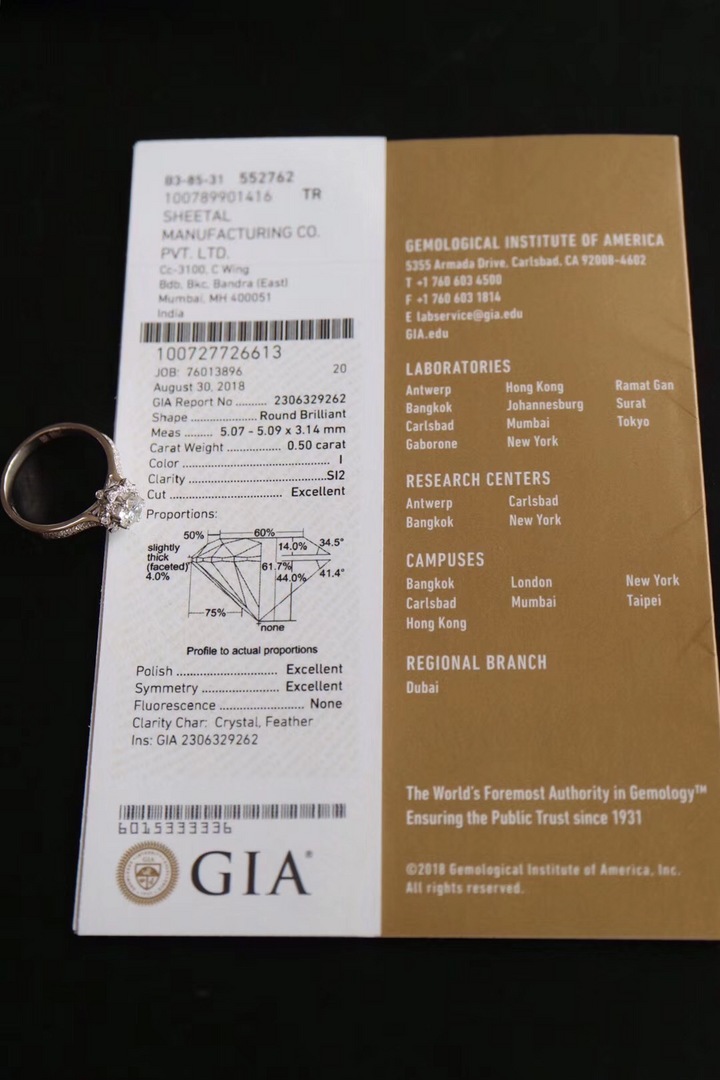 83-85-31 552762
100789901416 TR
SHEETAL
MANUFACTURING CO.
PVT. LTD.
Cc-3100, C Wing
Bdb, Bkc, Bandra (East)
Mumbai, MH 400051
India
100727726613
JOB: 76013896 20
August 30, 2018
GIA Report No .......... 2306329262
Shape ........................ Round Brilliant
Meas ........ 5.07 - 5.09 x 3.14 mm
Carat Weight ........................ 0.50 carat
Color ........................ I
Clarity ........................ SI2
Cut ........................ Excellent
Proportions:
50% 60%
14.0% 34.5°
slightly
thick
(faceted)
4.0%
61.7%
44.0% 41.4°
75%
none
Profile to actual proportions
Polish ........................ Excellent
Symmetry ........................ Excellent
Fluorescence ........................ None
Clarity Char: Crystal, Feather
Ins: GIA 2306329262
6015333336
GIA®
GEMOLOGICAL INSTITUTE OF AMERICA
5355 Armada Drive, Carlsbad, CA 92008-4602
T +1 760 603 4500
F +1 760 603 1814
E labservice@gia.edu
GIA.edu
LABORATORIES
Antwerp Hong Kong Ramat Gan
Bangkok Johannesburg Surat
Carlsbad Mumbai Tokyo
Gaborone New York
RESEARCH CENTERS
Antwerp Carlsbad
Bangkok New York
CAMPUSES
Bangkok London New York
Carlsbad Mumbai Taipei
Hong Kong
REGIONAL BRANCH
Dubai
The World's Foremost Authority in Gemology™
Ensuring the Public Trust since 1931
©2018 Gemological Institute of America, Inc.
All rights reserved.